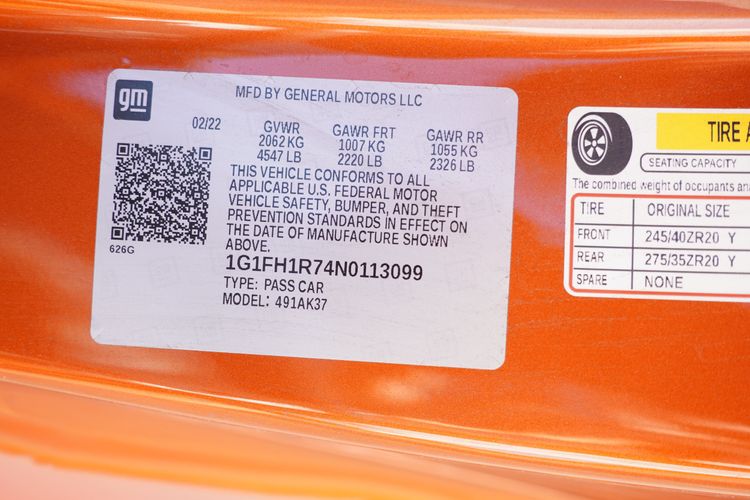 gm
MFD BY GENERAL MOTORS LLC
02/22
GVWR GAWR FRT GAWR RR
2062 KG 1007 KG 1055 KG
4547 LB 2220 LB 2326 LB
THIS VEHICLE CONFORMS TO ALL
APPLICABLE U.S. FEDERAL MOTOR
VEHICLE SAFETY, BUMPER, AND THEFT
PREVENTION STANDARDS IN EFFECT ON
THE DATE OF MANUFACTURE SHOWN
ABOVE.
626G
1G1FH1R74N0113099
TYPE: PASS CAR
MODEL: 491AK37
TIRE A
SEATING CAPACITY
The combined weight of occupants an
TIRE ORIGINAL SIZE
FRONT 245/40ZR20 Y
REAR 275/35ZR20 Y
SPARE NONE